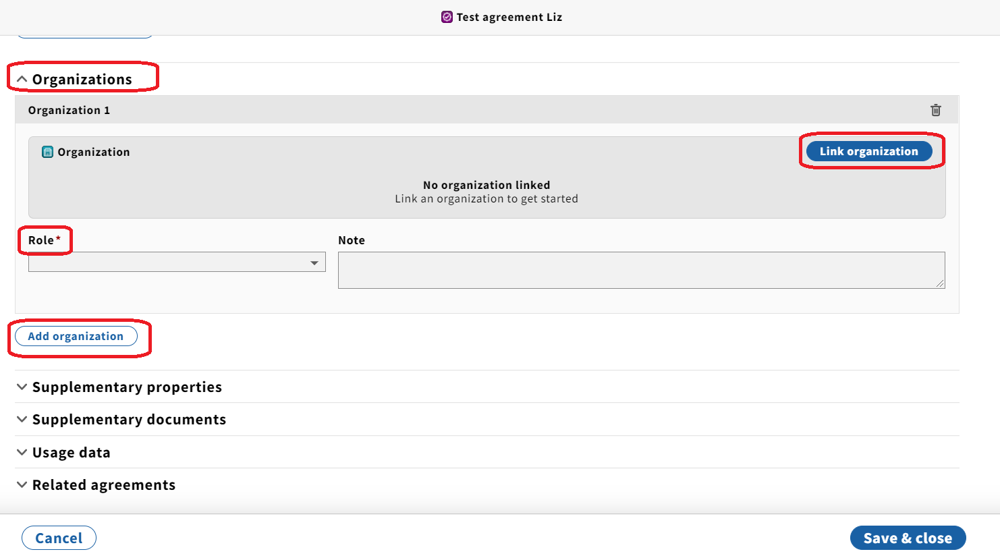 Test agreement Liz
Organizations
Organization 1
Organization
Link organization
No organization linked
Link an organization to get started
Role*
Note
Add organization
Supplementary properties
Supplementary documents
Usage data
Related agreements
Cancel
Save & close